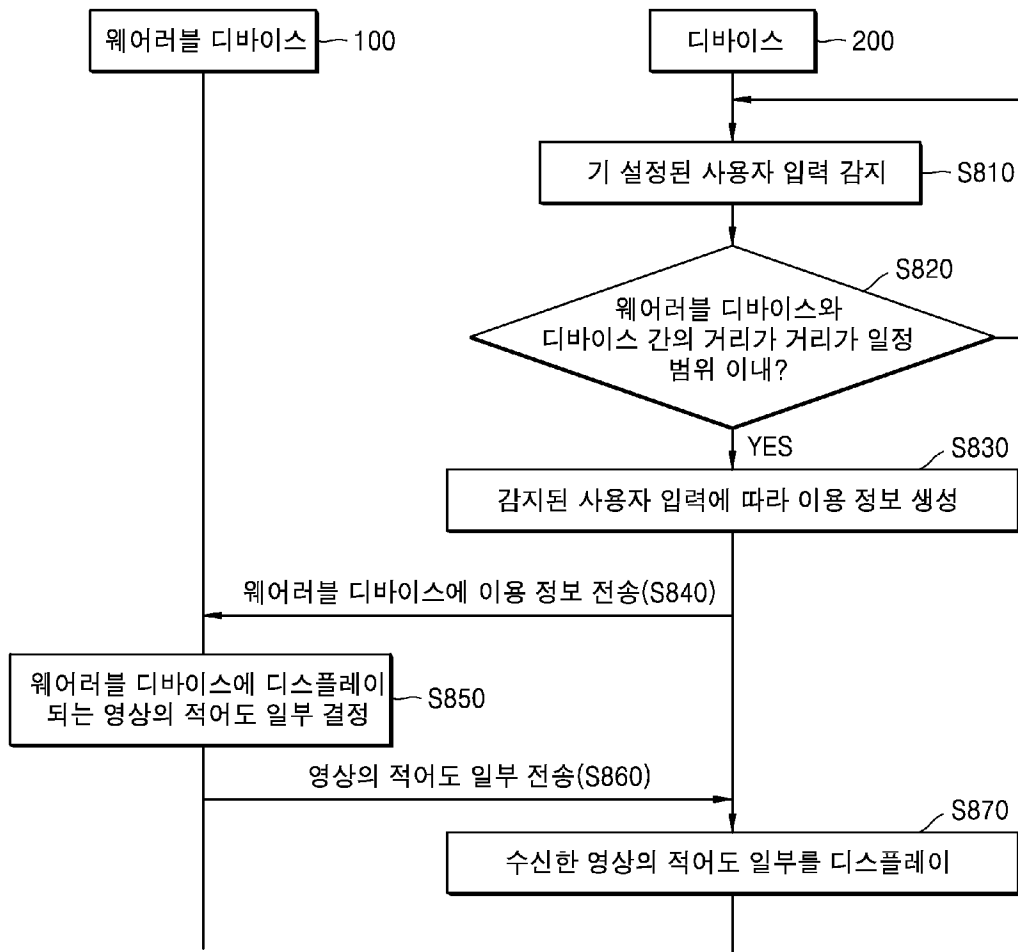 웨어러블 디바이스
100
디바이스
200
기 설정된 사용자 입력 감지
S810
S820
웨어러블 디바이스와
디바이스 간의 거리가 거리가 일정
범위 이내?
YES
S830
감지된 사용자 입력에 따라 이용 정보 생성
웨어러블 디바이스에 이용 정보 전송(S840)
웨어러블 디바이스에 디스플레이
되는 영상의 적어도 일부 결정
S850
영상의 적어도 일부 전송(S860)
S870
수신한 영상의 적어도 일부를 디스플레이